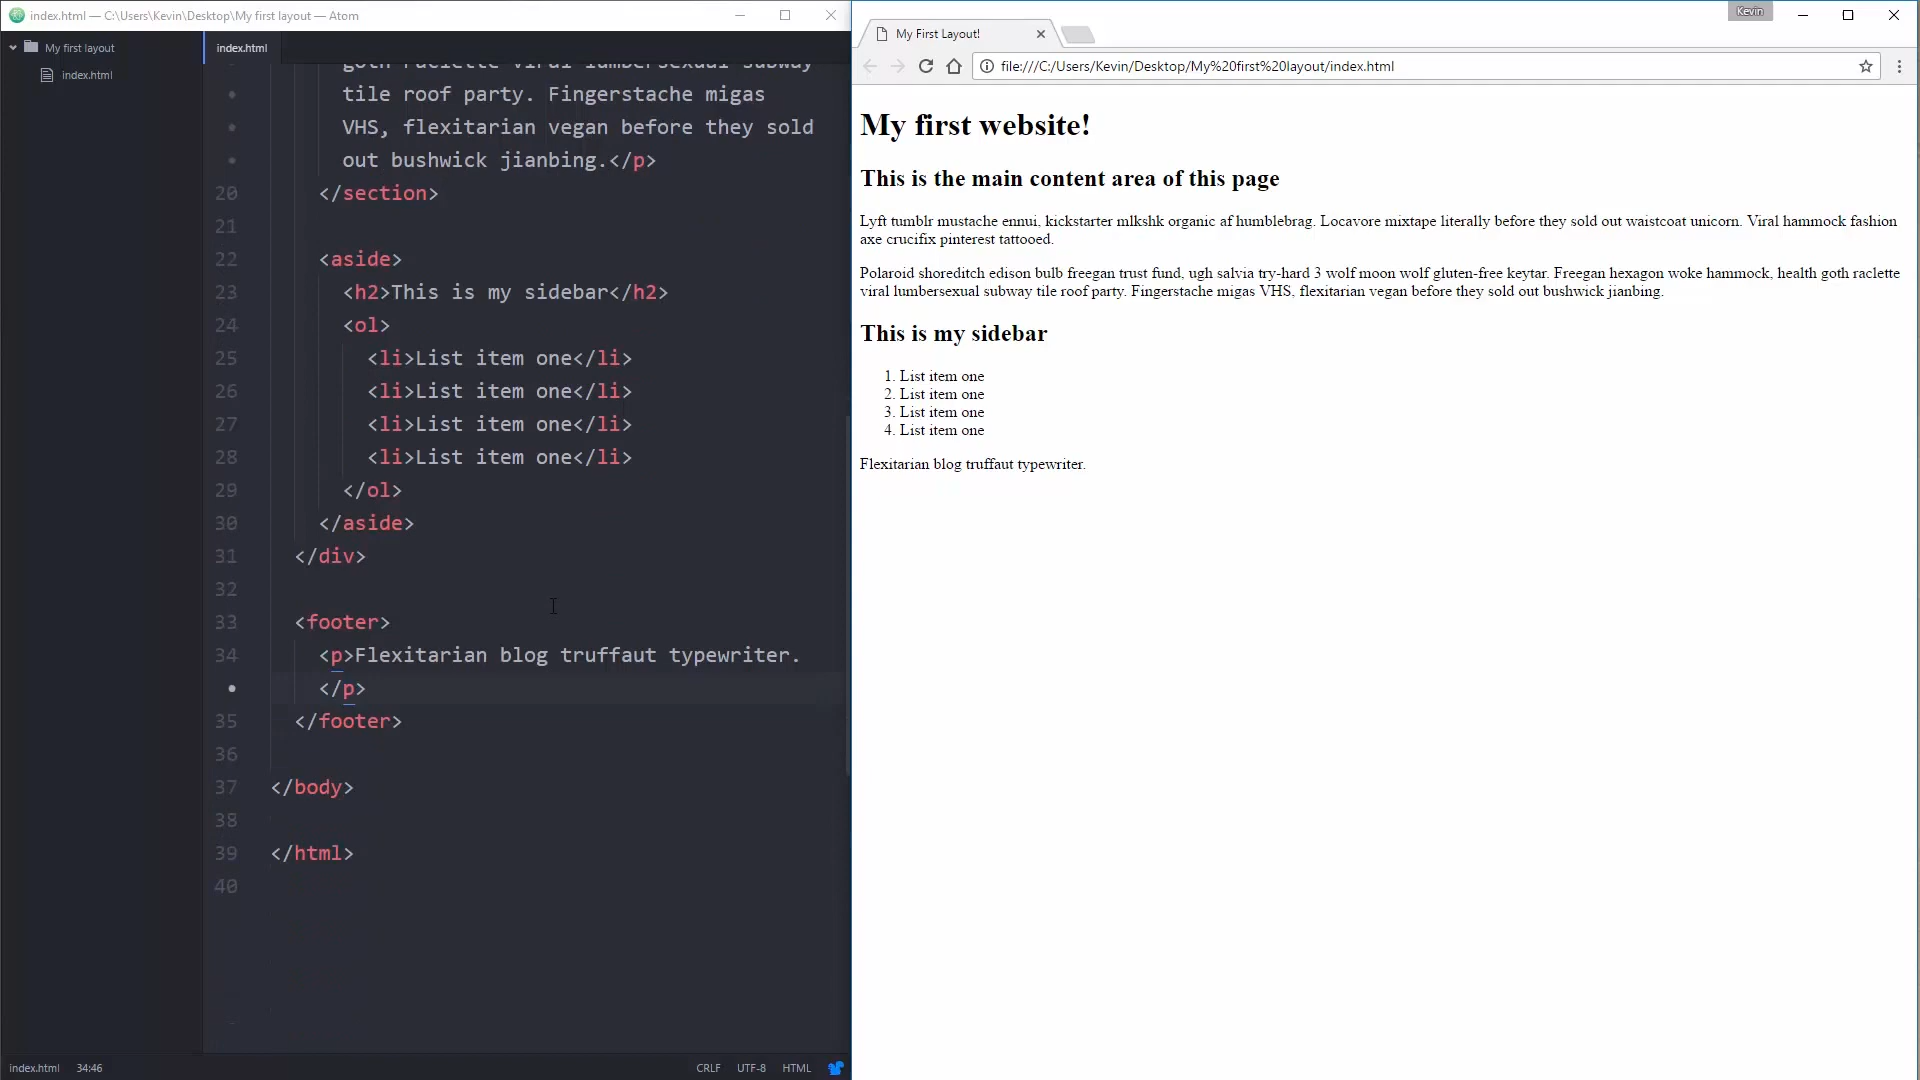 index.html — C:\Users\Kevin\Desktop\My first layout — Atom
My first layout
index.html
index.html
goth raclette viral lumbersexual subway
tile roof party. Fingerstache migas
VHS, flexitarian vegan before they sold
out bushwick jianbing.</p>
20 </section>
21
22 <aside>
23 <h2>This is my sidebar</h2>
24 <ol>
25 <li>List item one</li>
26 <li>List item one</li>
27 <li>List item one</li>
28 <li>List item one</li>
29 </ol>
30 </aside>
31 </div>
32
33 <footer>
34 <p>Flexitarian blog truffaut typewriter.
</p>
35 </footer>
36
37 </body>
38
39 </html>
40
index.html 34:46 CRLF UTF-8 HTML
Kevin
My First Layout!
file:///C:/Users/Kevin/Desktop/My%20first%20layout/index.html
My first website!
This is the main content area of this page
Lyft tumblr mustache ennui, kickstarter mlkshk organic af humblebrag. Locavore mixtape literally before they sold out waistcoat unicorn. Viral hammock fashion
axe crucifix pinterest tattooed.
Polaroid shoreditch edison bulb freegan trust fund, ugh salvia try-hard 3 wolf moon wolf gluten-free keytar. Freegan hexagon woke hammock, health goth raclette
viral lumbersexual subway tile roof party. Fingerstache migas VHS, flexitarian vegan before they sold out bushwick jianbing.
This is my sidebar
1. List item one
2. List item one
3. List item one
4. List item one
Flexitarian blog truffaut typewriter.